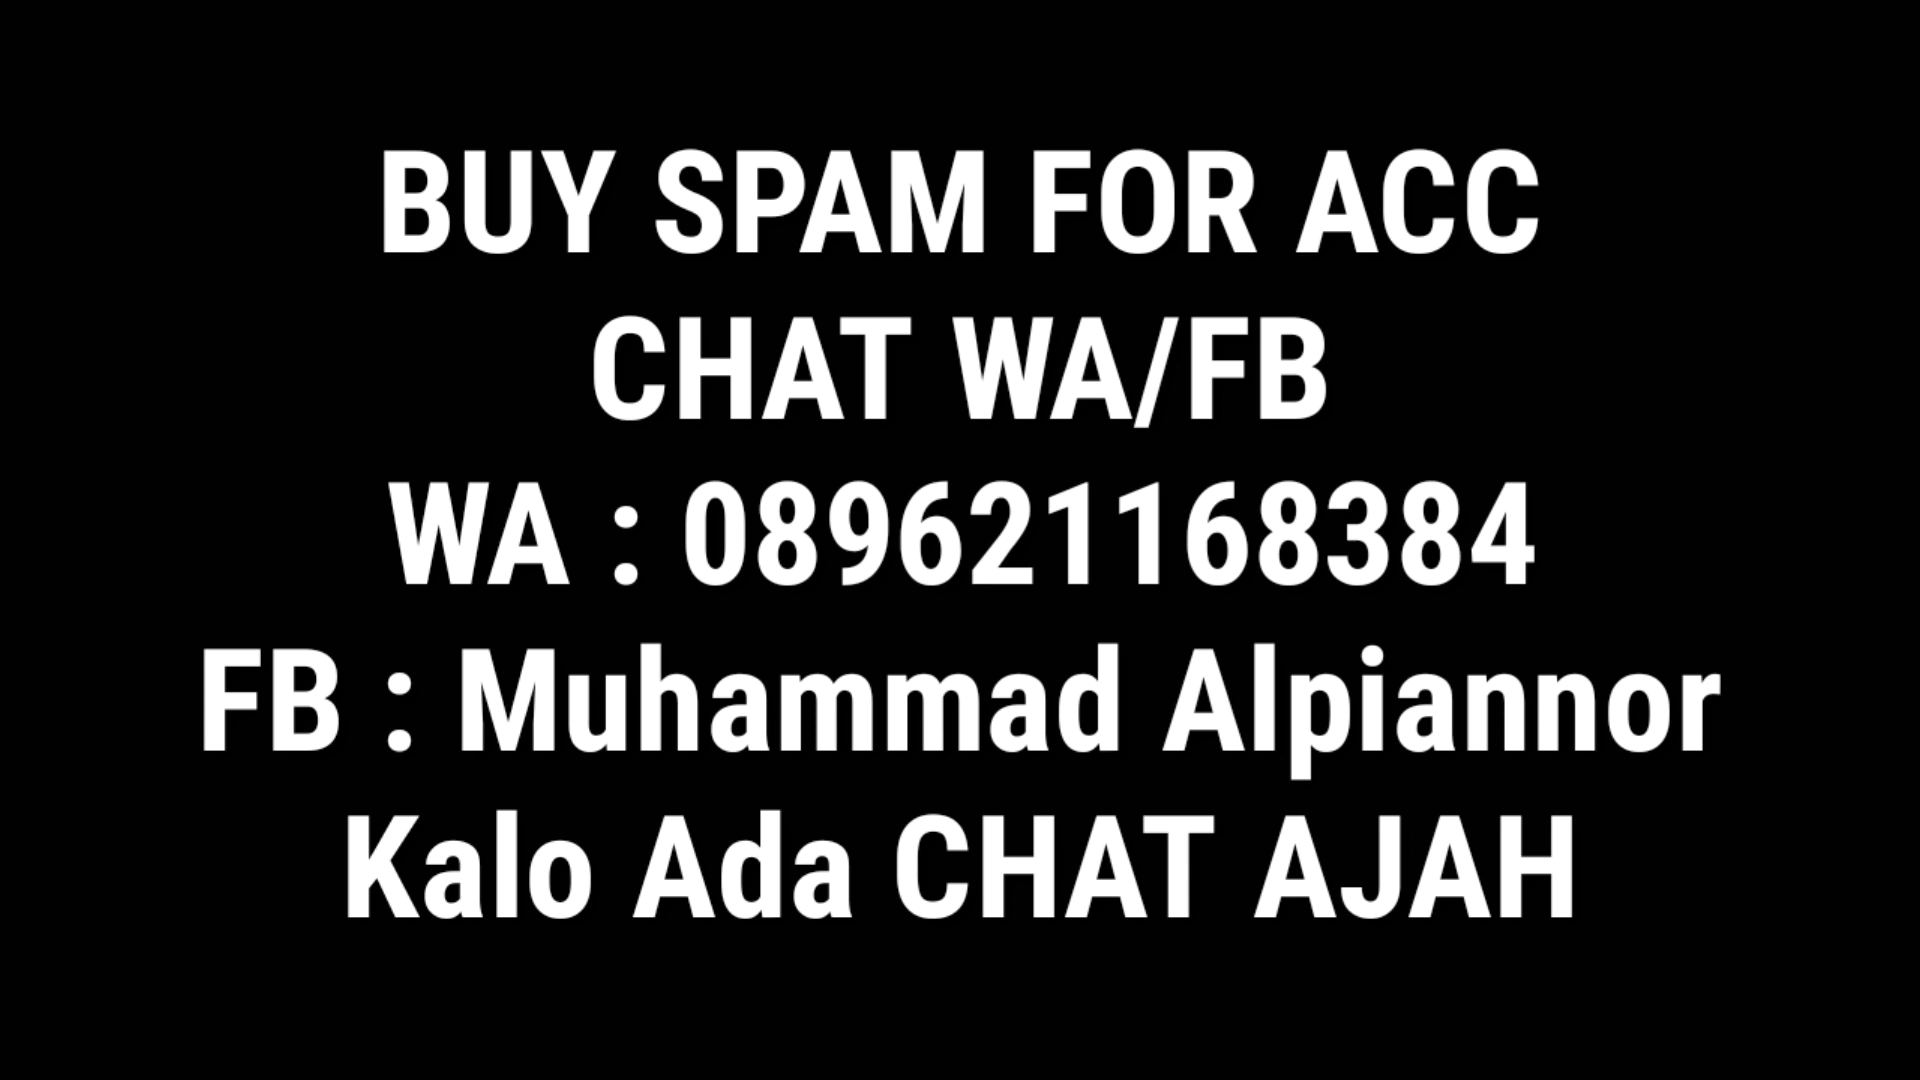 BUY SPAM FOR ACC
CHAT WA/FB
WA : 089621168384
FB : Muhammad Alpiannor
Kalo Ada CHAT AJAH